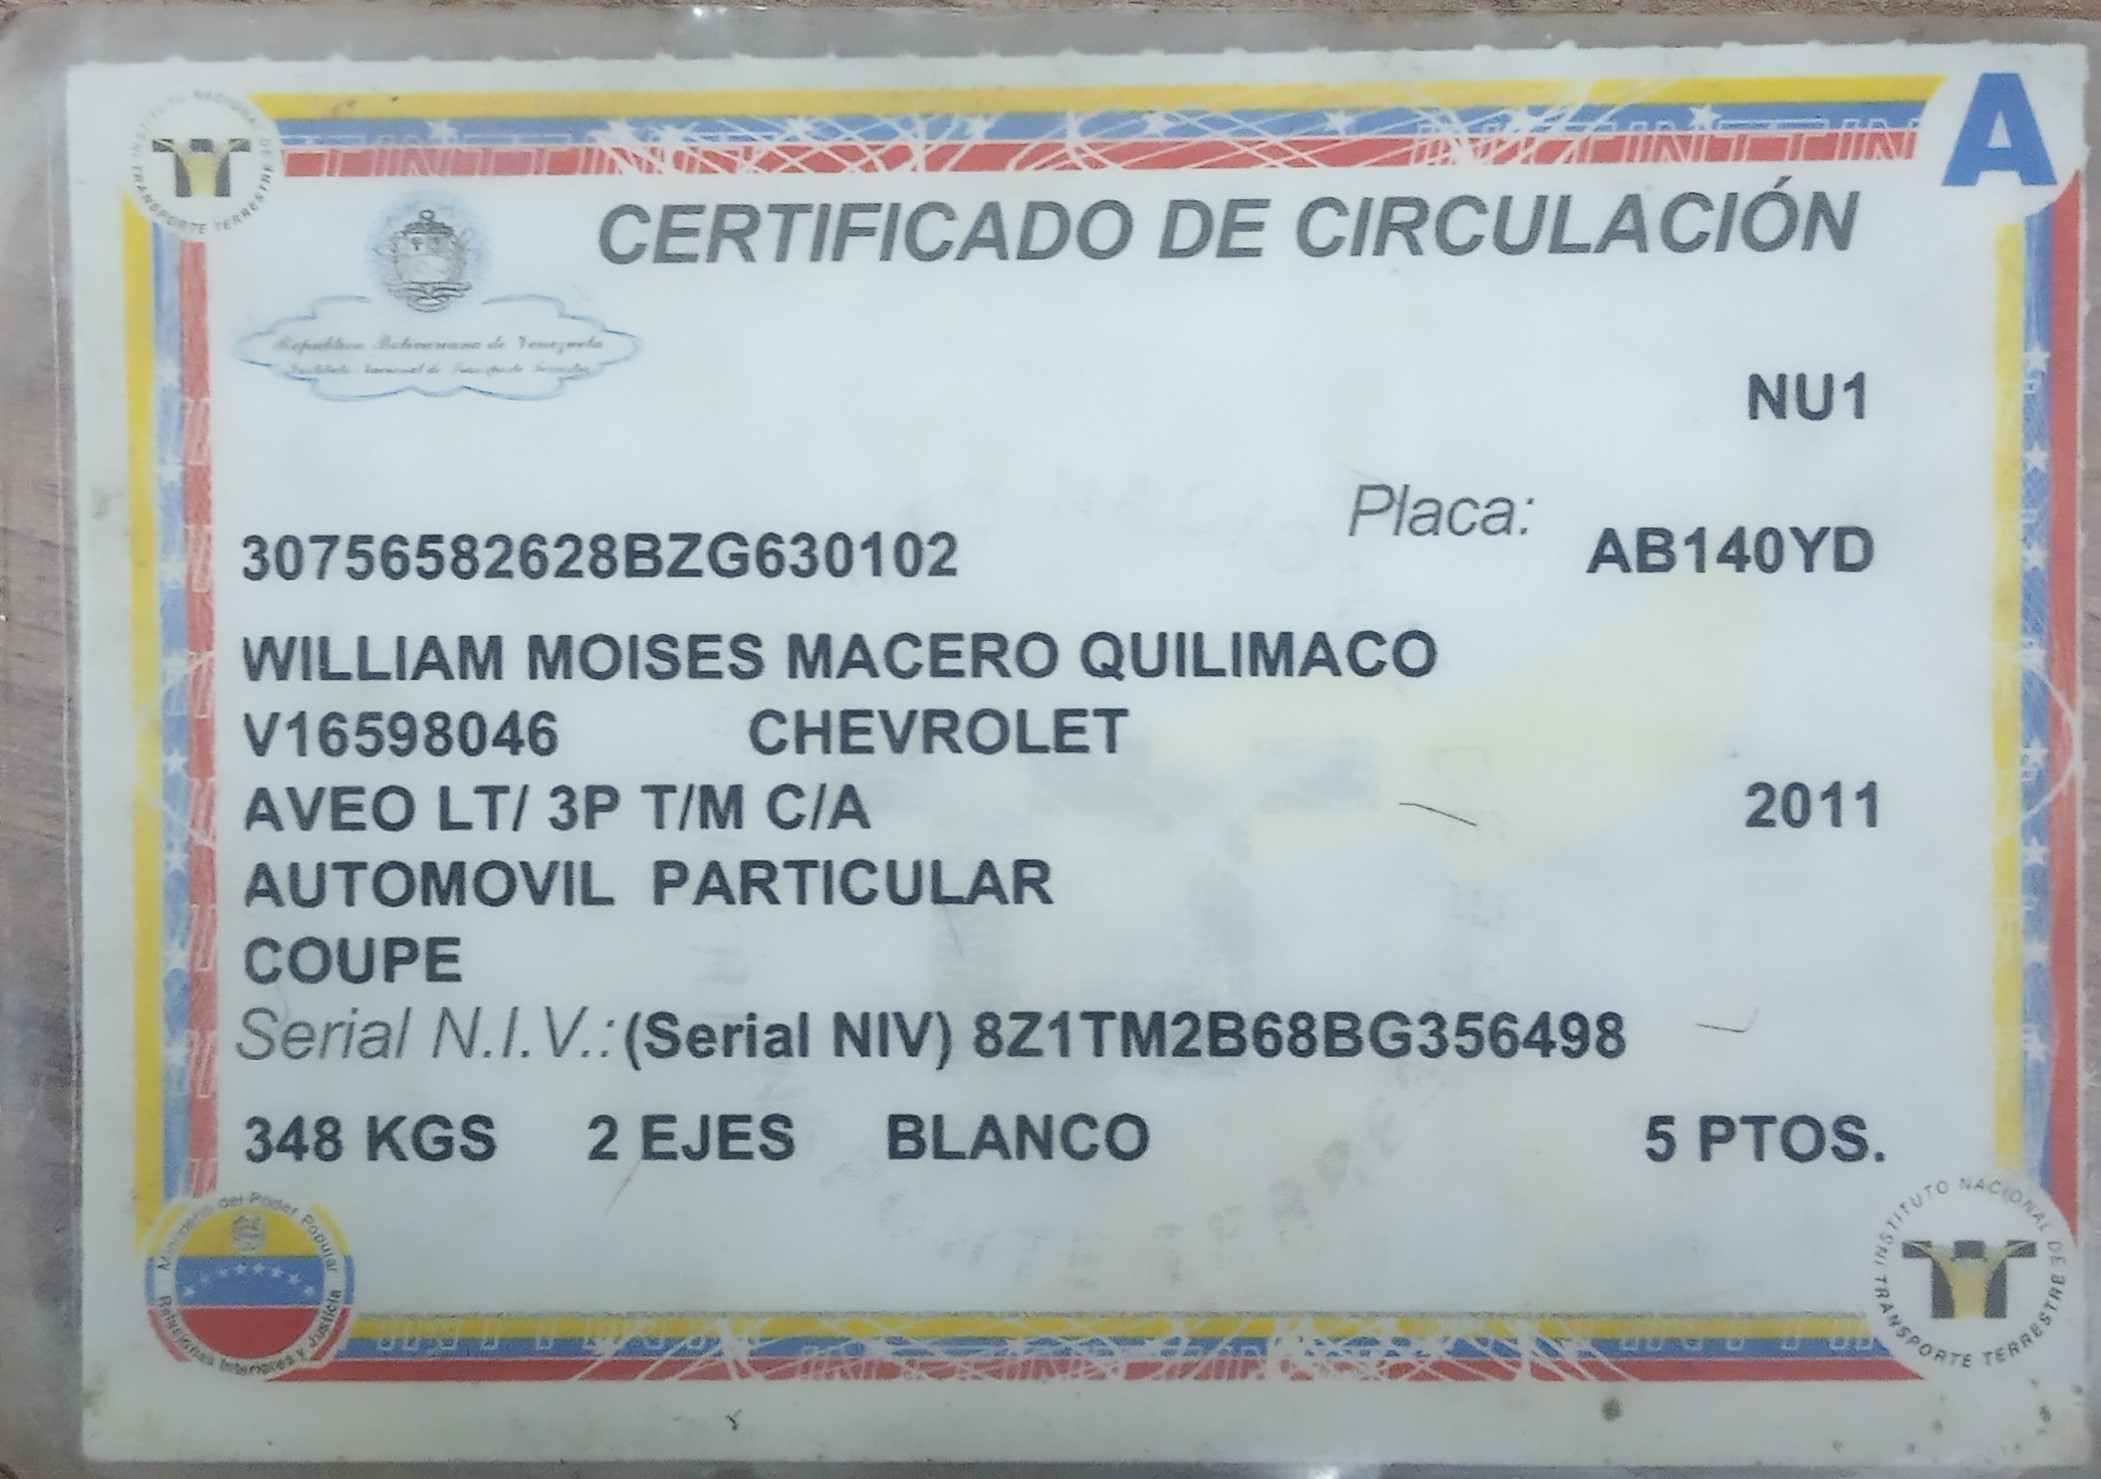 INSTITUTO NACIONAL DE TRANSPORTE TERRESTRE
A
CERTIFICADO DE CIRCULACIÓN
República Bolivariana de Venezuela
Instituto Nacional de Transporte Terrestre
NU1
Placa:
30756582628BZG630102 AB140YD
WILLIAM MOISES MACERO QUILIMACO
V16598046 CHEVROLET
AVEO LT/ 3P T/M C/A 2011
AUTOMOVIL PARTICULAR
COUPE
Serial N.I.V.: (Serial NIV) 8Z1TM2B68BG356498
348 KGS 2 EJES BLANCO 5 PTOS.
Ministerio del Poder Popular
Relaciones Interiores y Justicia
INSTITUTO NACIONAL DE TRANSPORTE TERRESTRE